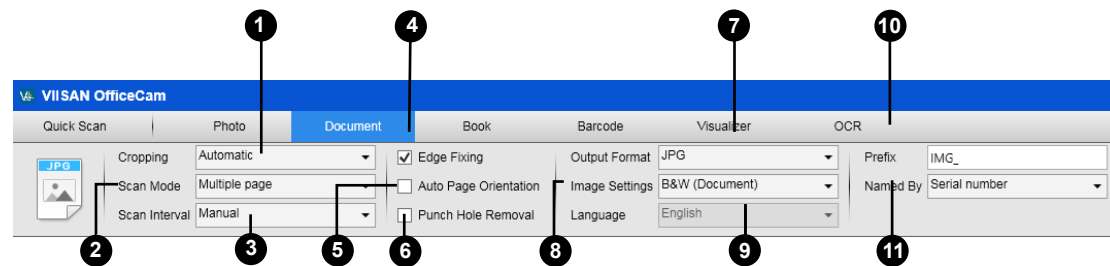 1 4 7 10
VIISAN OfficeCam
Quick Scan Photo Document Book Barcode Visualizer OCR
JPG Cropping Automatic Edge Fixing Output Format JPG Prefix IMG_
Scan Mode Multiple page Auto Page Orientation Image Settings B&W (Document) Named By Serial number
Scan Interval Manual Punch Hole Removal Language English
2 3 5 6 8 9 11